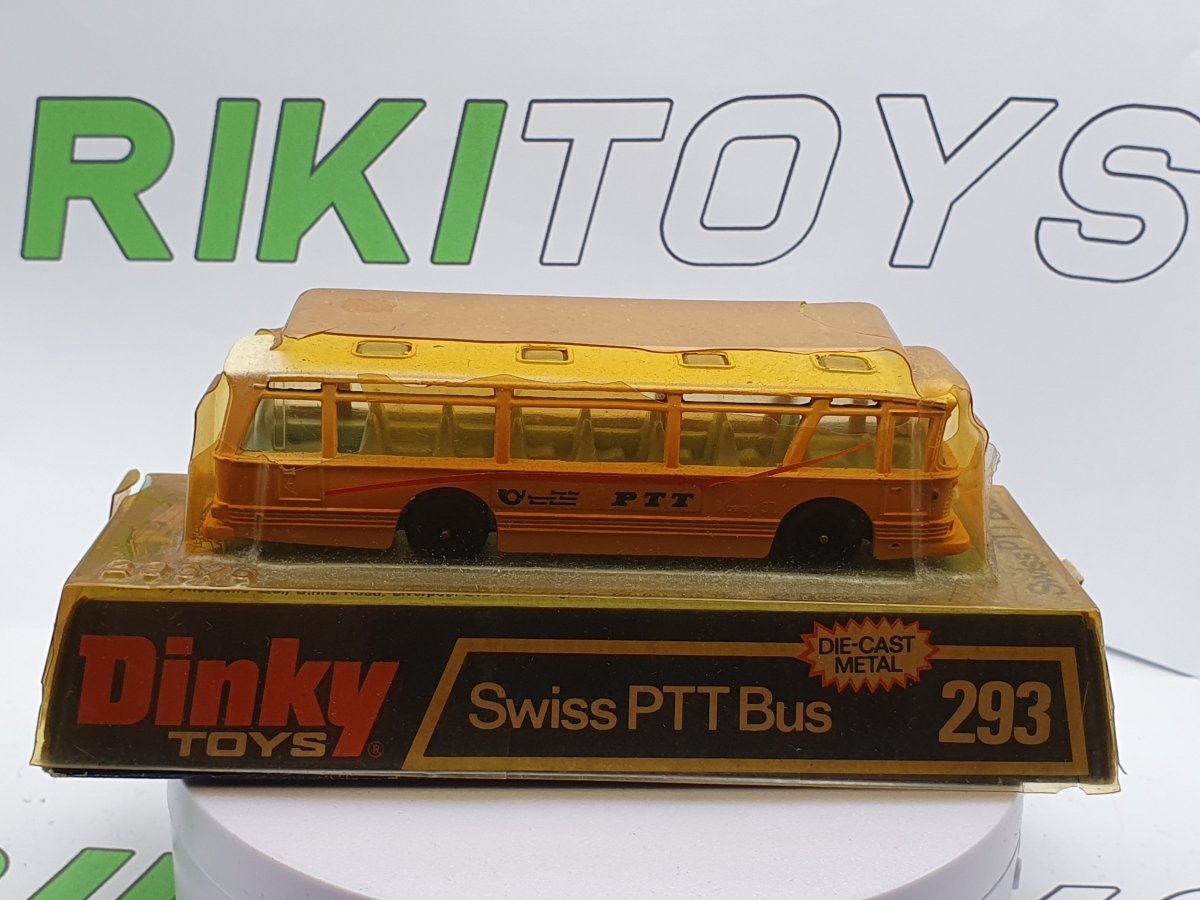 RIKITOYS
PTT
Dinky
TOYS ®
Swiss PTT Bus
DIE-CAST
METAL
293